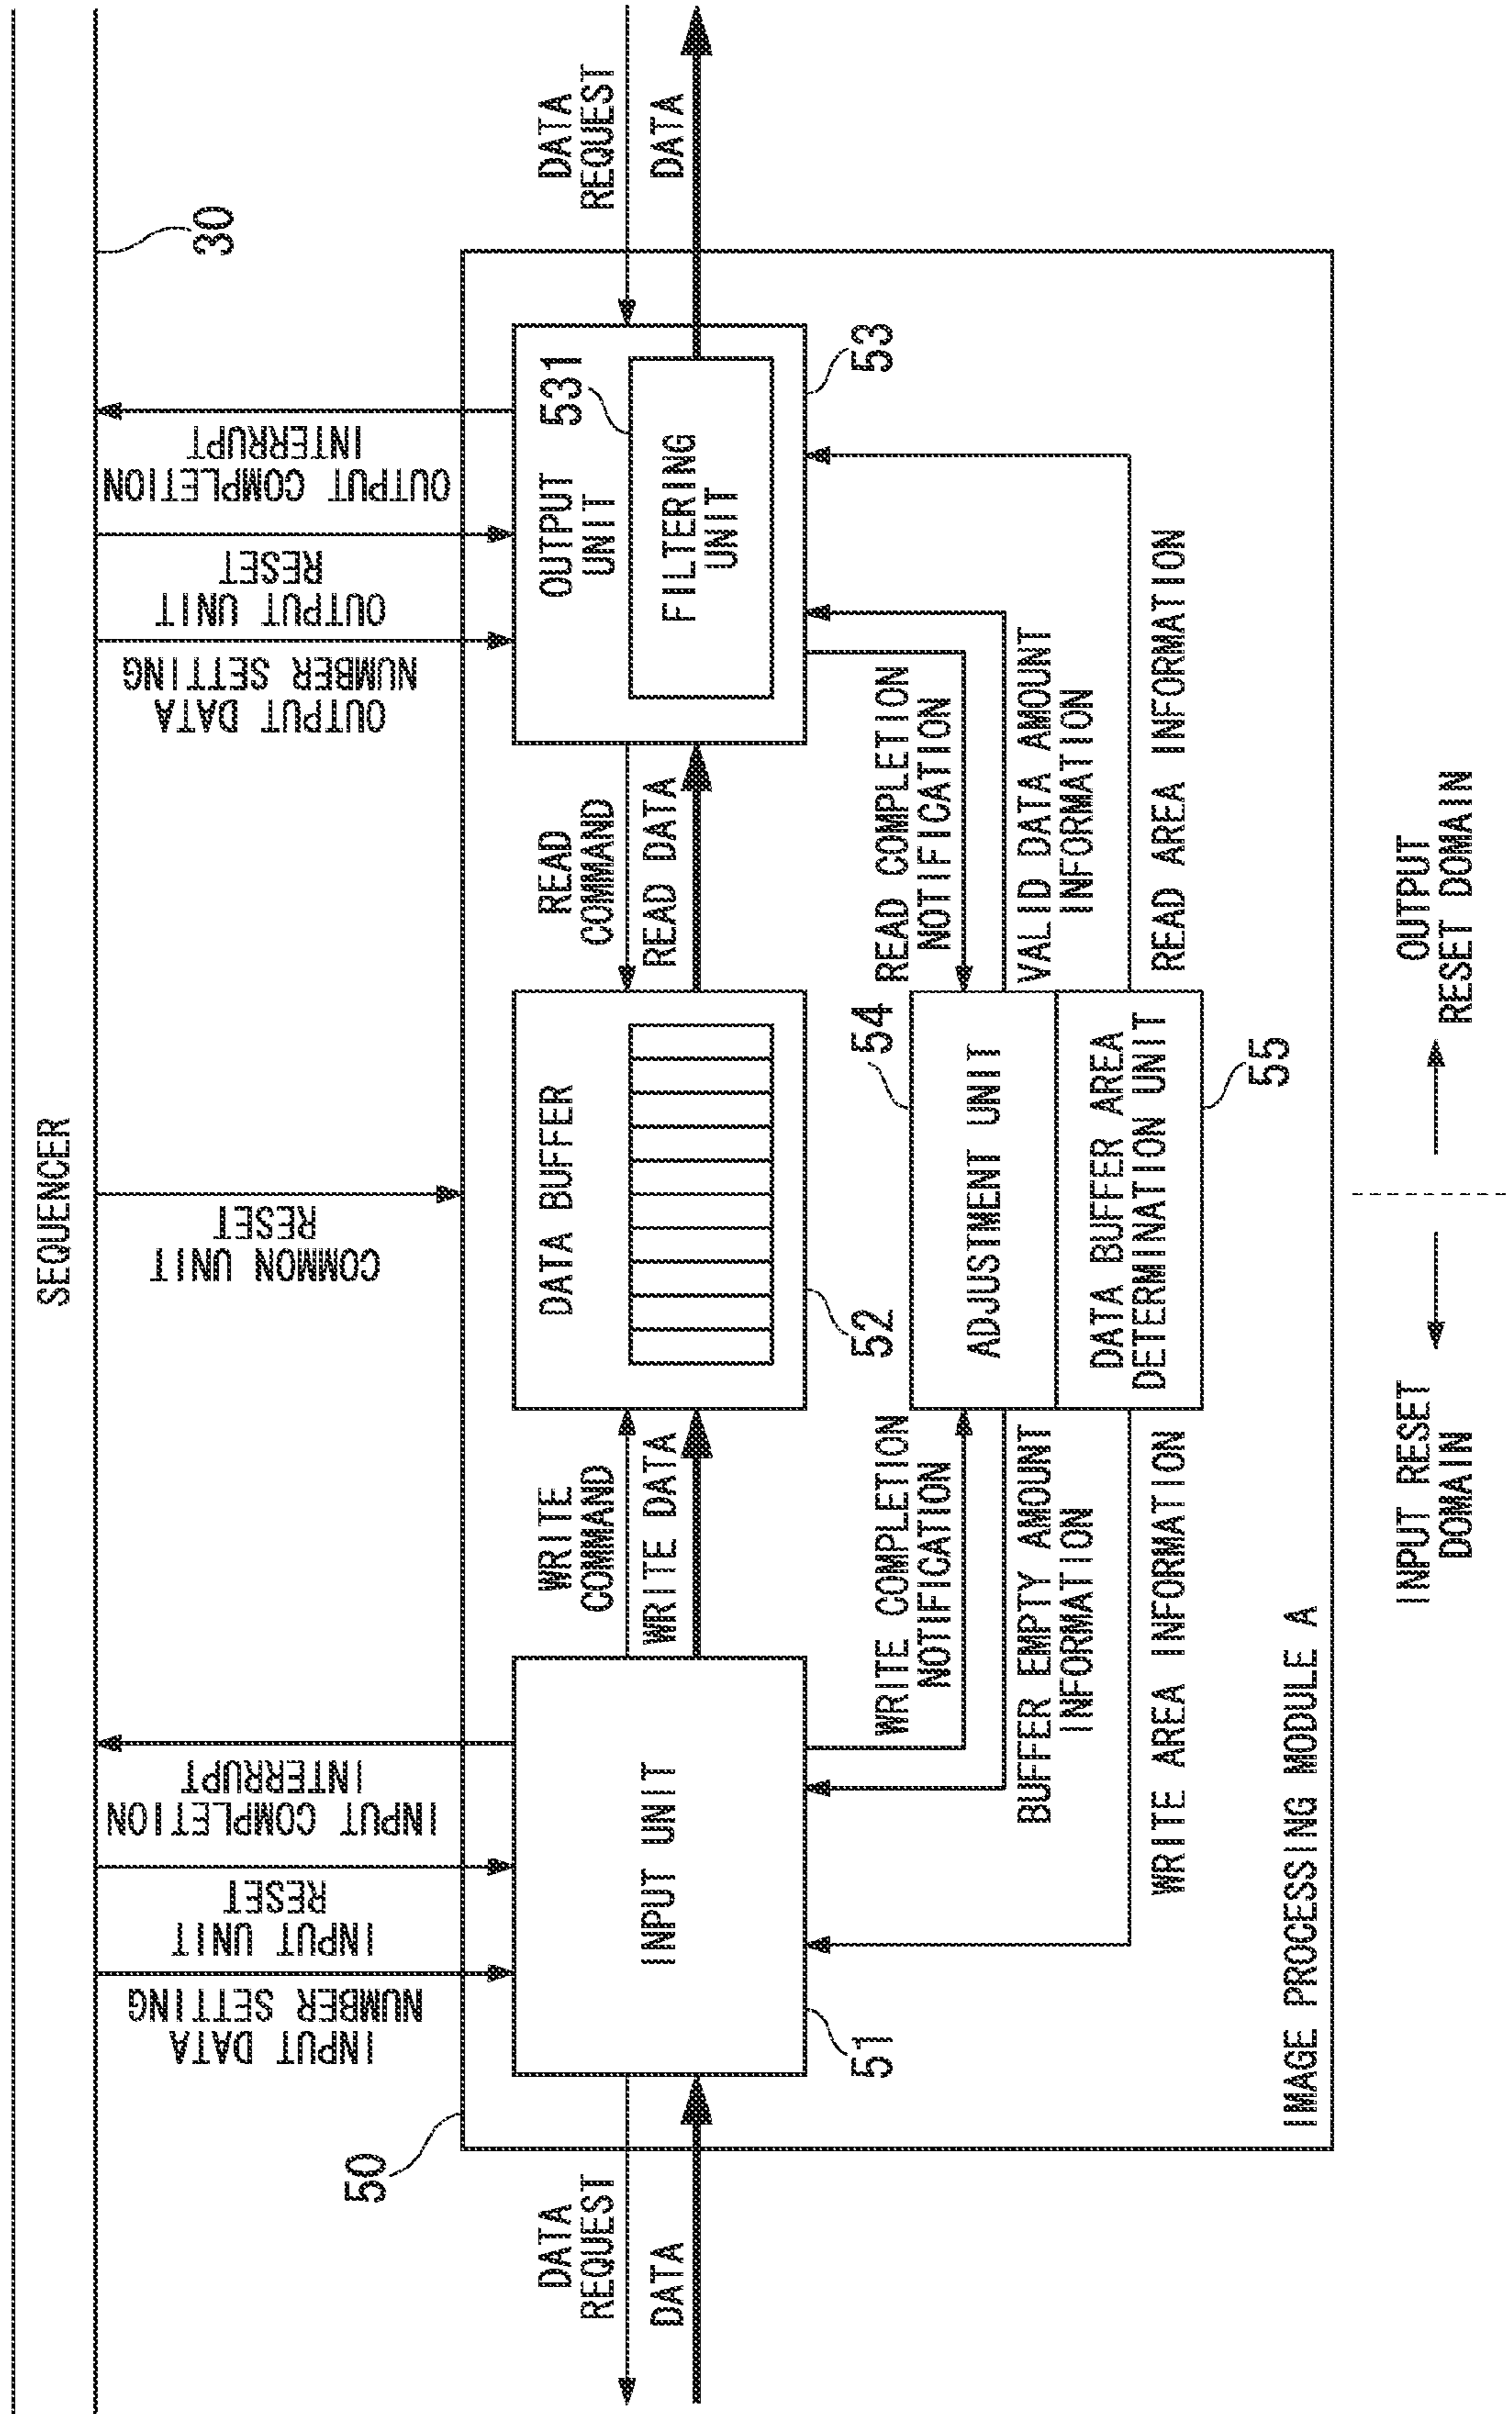 SEQUENCER
30
INPUT DATA
NUMBER SETTING
INPUT UNIT
RESET
INPUT COMPLETION
INTERRUPT
COMMON UNIT
RESET
OUTPUT DATA
NUMBER SETTING
OUTPUT UNIT
RESET
OUTPUT COMPLETION
INTERRUPT
50
DATA
REQUEST
DATA
INPUT UNIT
51
WRITE
COMMAND
WRITE DATA
DATA BUFFER
52
READ
COMMAND
READ DATA
OUTPUT
UNIT
531
FILTERING
UNIT
53
DATA
REQUEST
DATA
WRITE COMPLETION
NOTIFICATION
BUFFER EMPTY AMOUNT
INFORMATION
WRITE AREA INFORMATION
54
ADJUSTMENT UNIT
DATA BUFFER AREA
DETERMINATION UNIT
55
READ COMPLETION
NOTIFICATION
VALID DATA AMOUNT
INFORMATION
READ AREA INFORMATION
IMAGE PROCESSING MODULE A
INPUT RESET
DOMAIN
OUTPUT
RESET DOMAIN